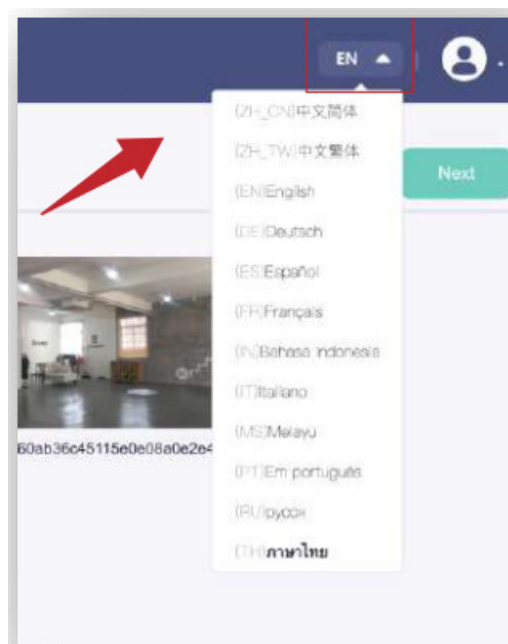 EN
(ZH_CN)中文简体
(ZH_TW)中文繁体
Next
(EN)English
(DE)Deutsch
(ES)Español
(FR)Français
(IN)Bahasa Indonesia
(IT)Italiano
(MS)Melayu
60ab36c45115e0e08a0e2e4
(PT)Em português
(RU)
(TH)ภาษาไทย